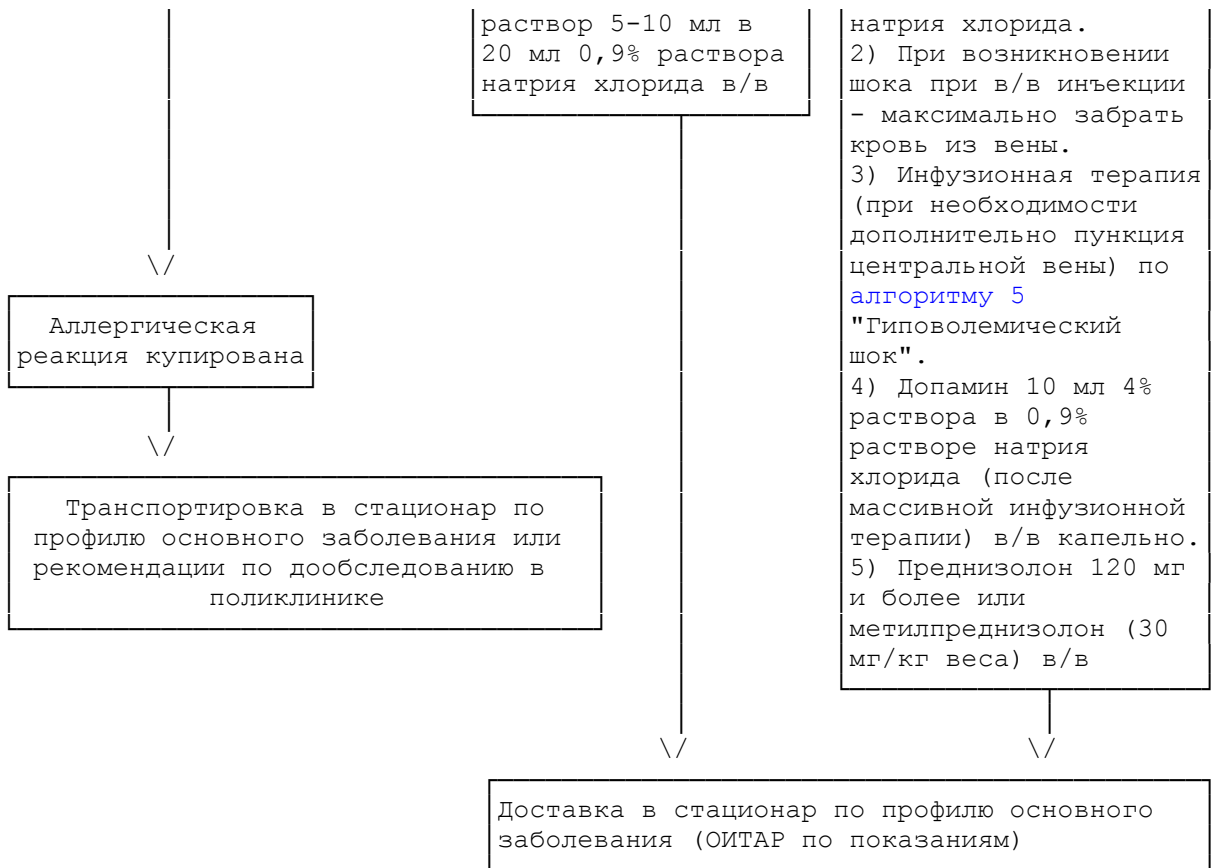 раствор 5-10 мл в
20 мл 0,9% раствора
натрия хлорида в/в
натрия хлорида.
2) При возникновении
шока при в/в инъекции
- максимально забрать
кровь из вены.
3) Инфузионная терапия
(при необходимости
дополнительно пункция
центральной вены) по
алгоритму 5
"Гиповолемический
шок".
4) Допамин 10 мл 4%
раствора в 0,9%
растворе натрия
хлорида (после
массивной инфузионной
терапии) в/в капельно.
5) Преднизолон 120 мг
и более или
метилпреднизолон (30
мг/кг веса) в/в
Аллергическая
реакция купирована
Транспортировка в стационар по
профилю основного заболевания или
рекомендации по дообследованию в
поликлинике
Доставка в стационар по профилю основного
заболевания (ОИТАР по показаниям)